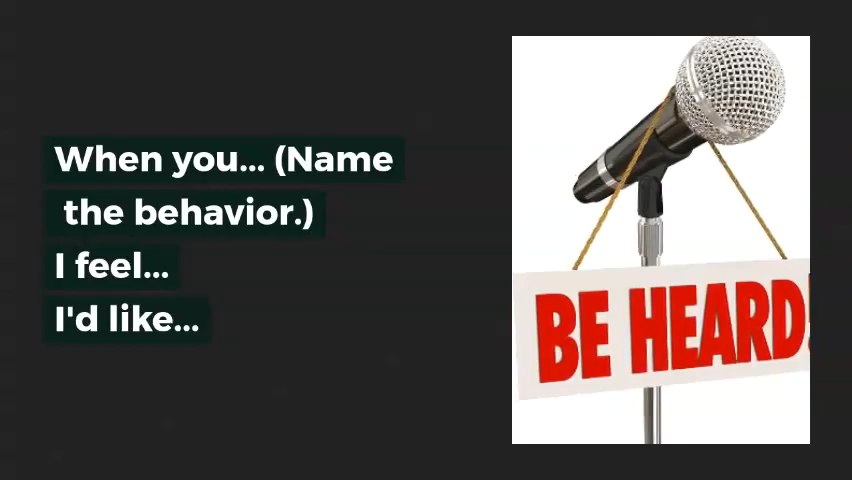 When you... (Name
the behavior.)
I feel...
I'd like...
BE HEARD!